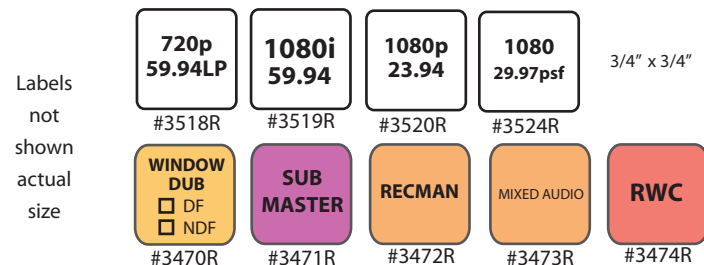 Labels
not
shown
actual
size
720p
59.94LP
1080i
59.94
1080p
23.94
1080
29.97psf
3/4" x 3/4"
#3518R
#3519R
#3520R
#3524R
WINDOW
DUB
DF
NDF
SUB
MASTER
RECMAN
MIXED AUDIO
RWC
#3470R
#3471R
#3472R
#3473R
#3474R